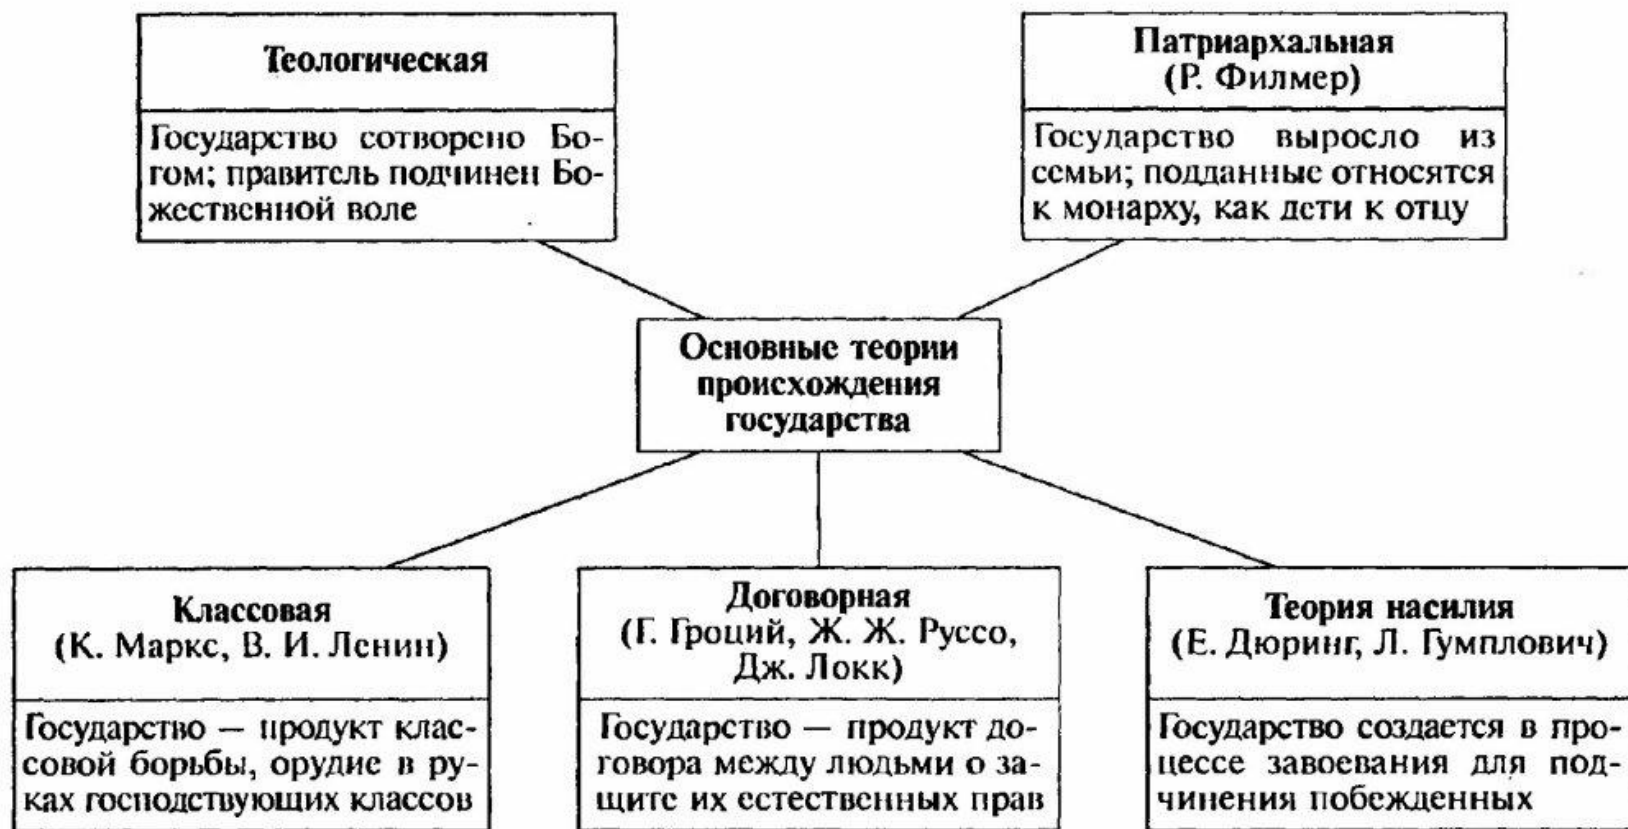 Теологическая
Государство сотворено Бо-
гом; правитель подчинен Бо-
жественной воле
Патриархальная
(Р. Филмер)
Государство выросло из
семьи; подданные относятся
к монарху, как дети к отцу
Основные теории
происхождения
государства
Классовая
(К. Маркс, В. И. Ленин)
Государство — продукт клас-
совой борьбы, орудие в ру-
ках господствующих классов
Договорная
(Г. Гроций, Ж. Ж. Руссо,
Дж. Локк)
Государство — продукт до-
говора между людьми о за-
щите их естественных прав
Теория насилия
(Е. Дюринг, Л. Гумплович)
Государство создается в про-
цессе завоевания для под-
чинения побежденных